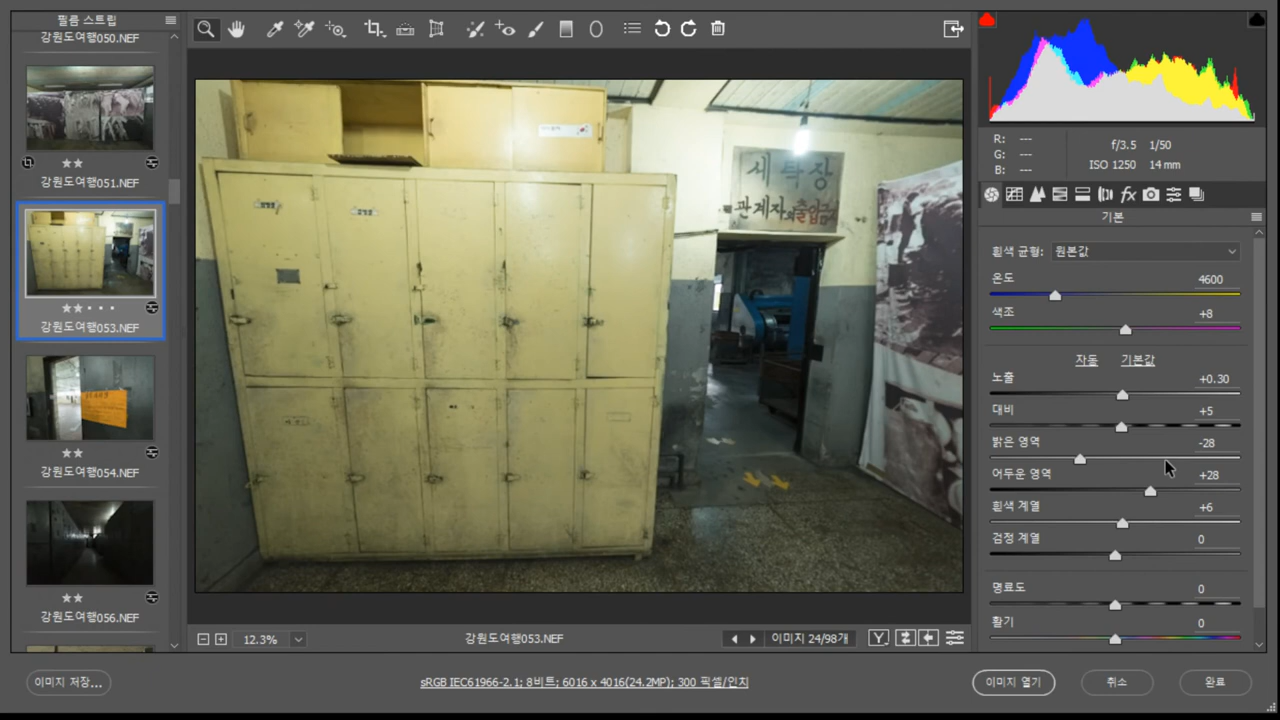 필름 스트립
강원도여행050.NEF
강원도여행051.NEF
강원도여행053.NEF
강원도여행054.NEF
강원도여행056.NEF
세탁장
관계자외출입금
12.3%
강원도여행053.NEF
이미지 24/98개
Y
이미지 저장...
sRGB IEC61966-2.1; 8비트; 6016 x 4016(24.2MP); 300 픽셀/인치
이미지 열기
취소
완료
R: ---
G: ---
B: ---
f/3.5 1/50
ISO 1250 14 mm
fx
기본
흰색 균형: 원본값
온도 4600
색조 +8
자동 기본값
노출 +0.30
대비 +5
밝은 영역 -28
어두운 영역 +28
흰색 계열 +6
검정 계열 0
명료도 0
활기 0